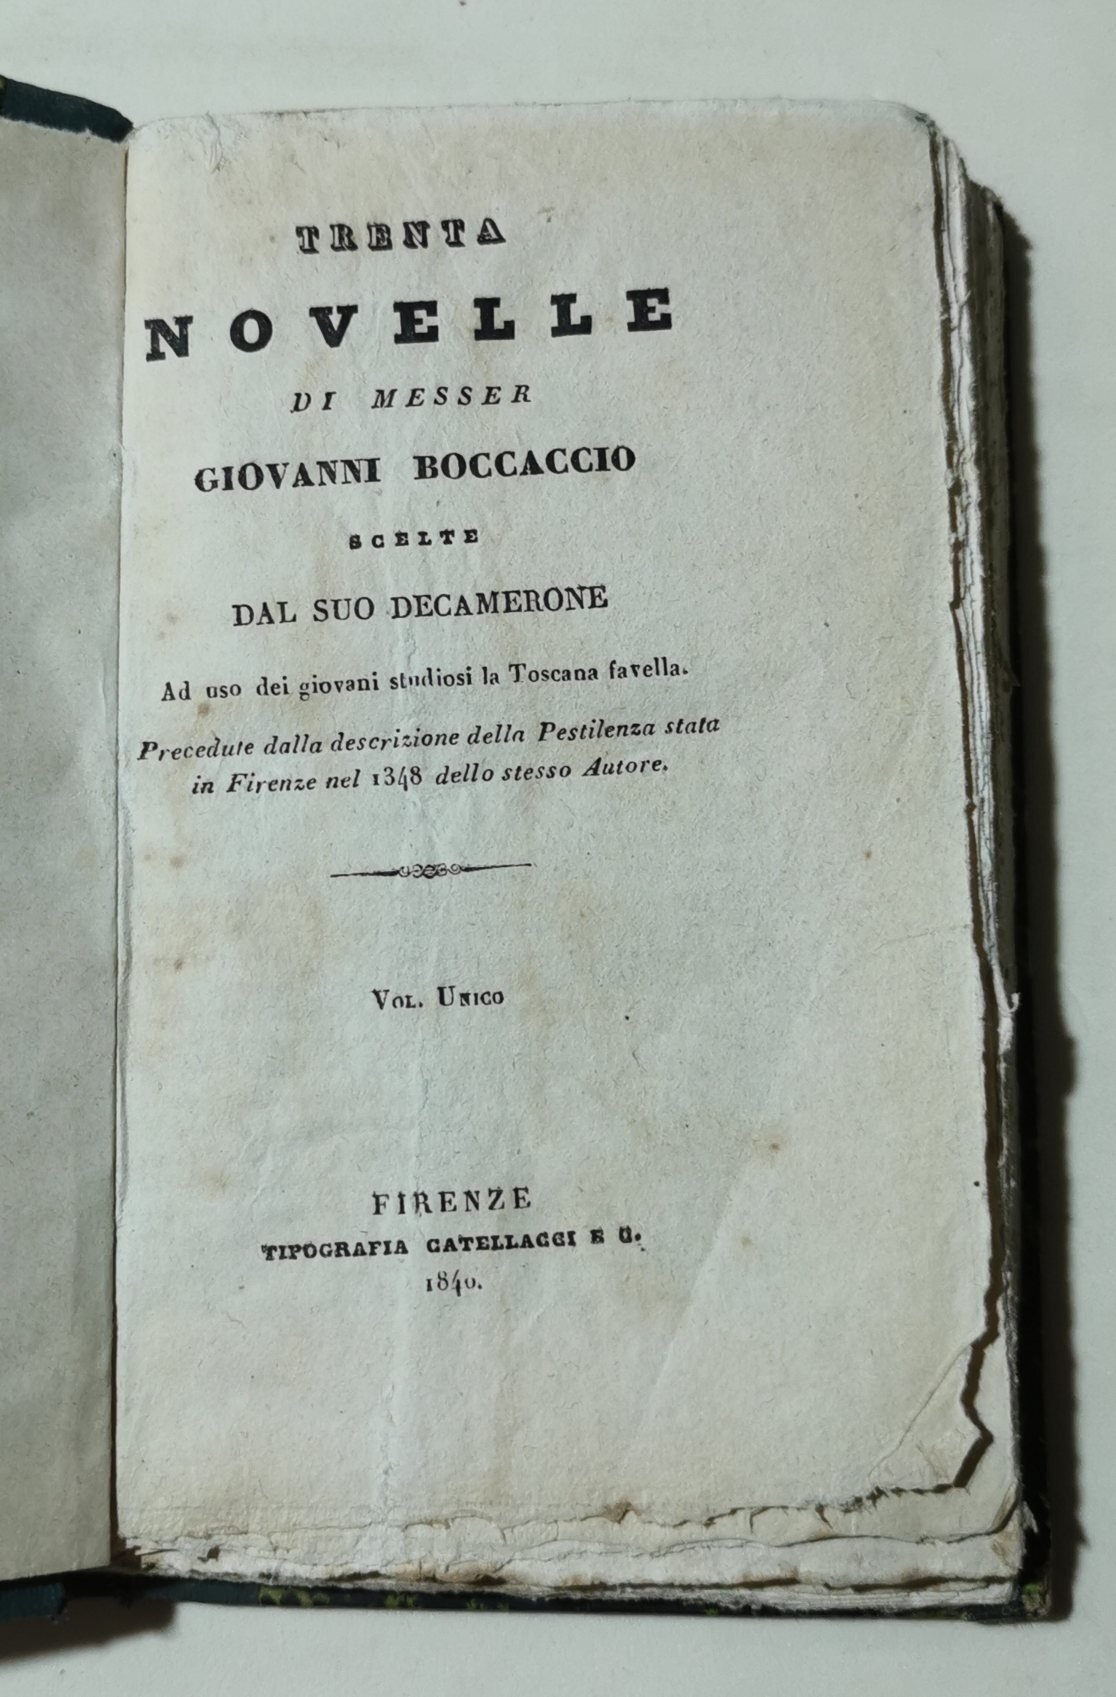 TRENTA
NOVELLE
DI MESSER
GIOVANNI BOCCACCIO
SCELTE
DAL SUO DECAMERONE
Ad uso dei giovani studiosi la Toscana favella.
Precedute dalla descrizione della Pestilenza stata
in Firenze nel 1348 dello stesso Autore.
VOL. UNICO
FIRENZE
TIPOGRAFIA CATELLACCI E C.
1840.